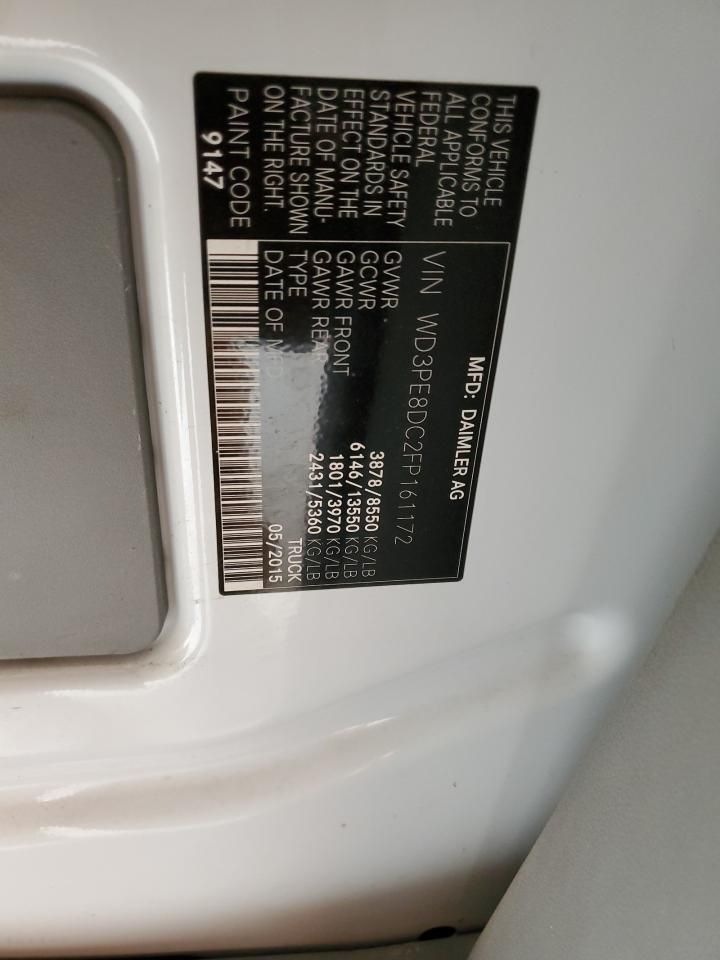 MFD: DAIMLER AG
THIS VEHICLE
CONFORMS TO
ALL APPLICABLE
FEDERAL
VEHICLE SAFETY
STANDARDS IN
EFFECT ON THE
DATE OF MANU-
FACTURE SHOWN
ON THE RIGHT.
PAINT CODE
9147
VIN WD3PE8DC2FP161172
GVWR 3878/8550 KG/LB
GCWR 6146/13550 KG/LB
GAWR FRONT 1801/3970 KG/LB
GAWR REAR 2431/5360 KG/LB
TYPE TRUCK
DATE OF MFD 05/2015